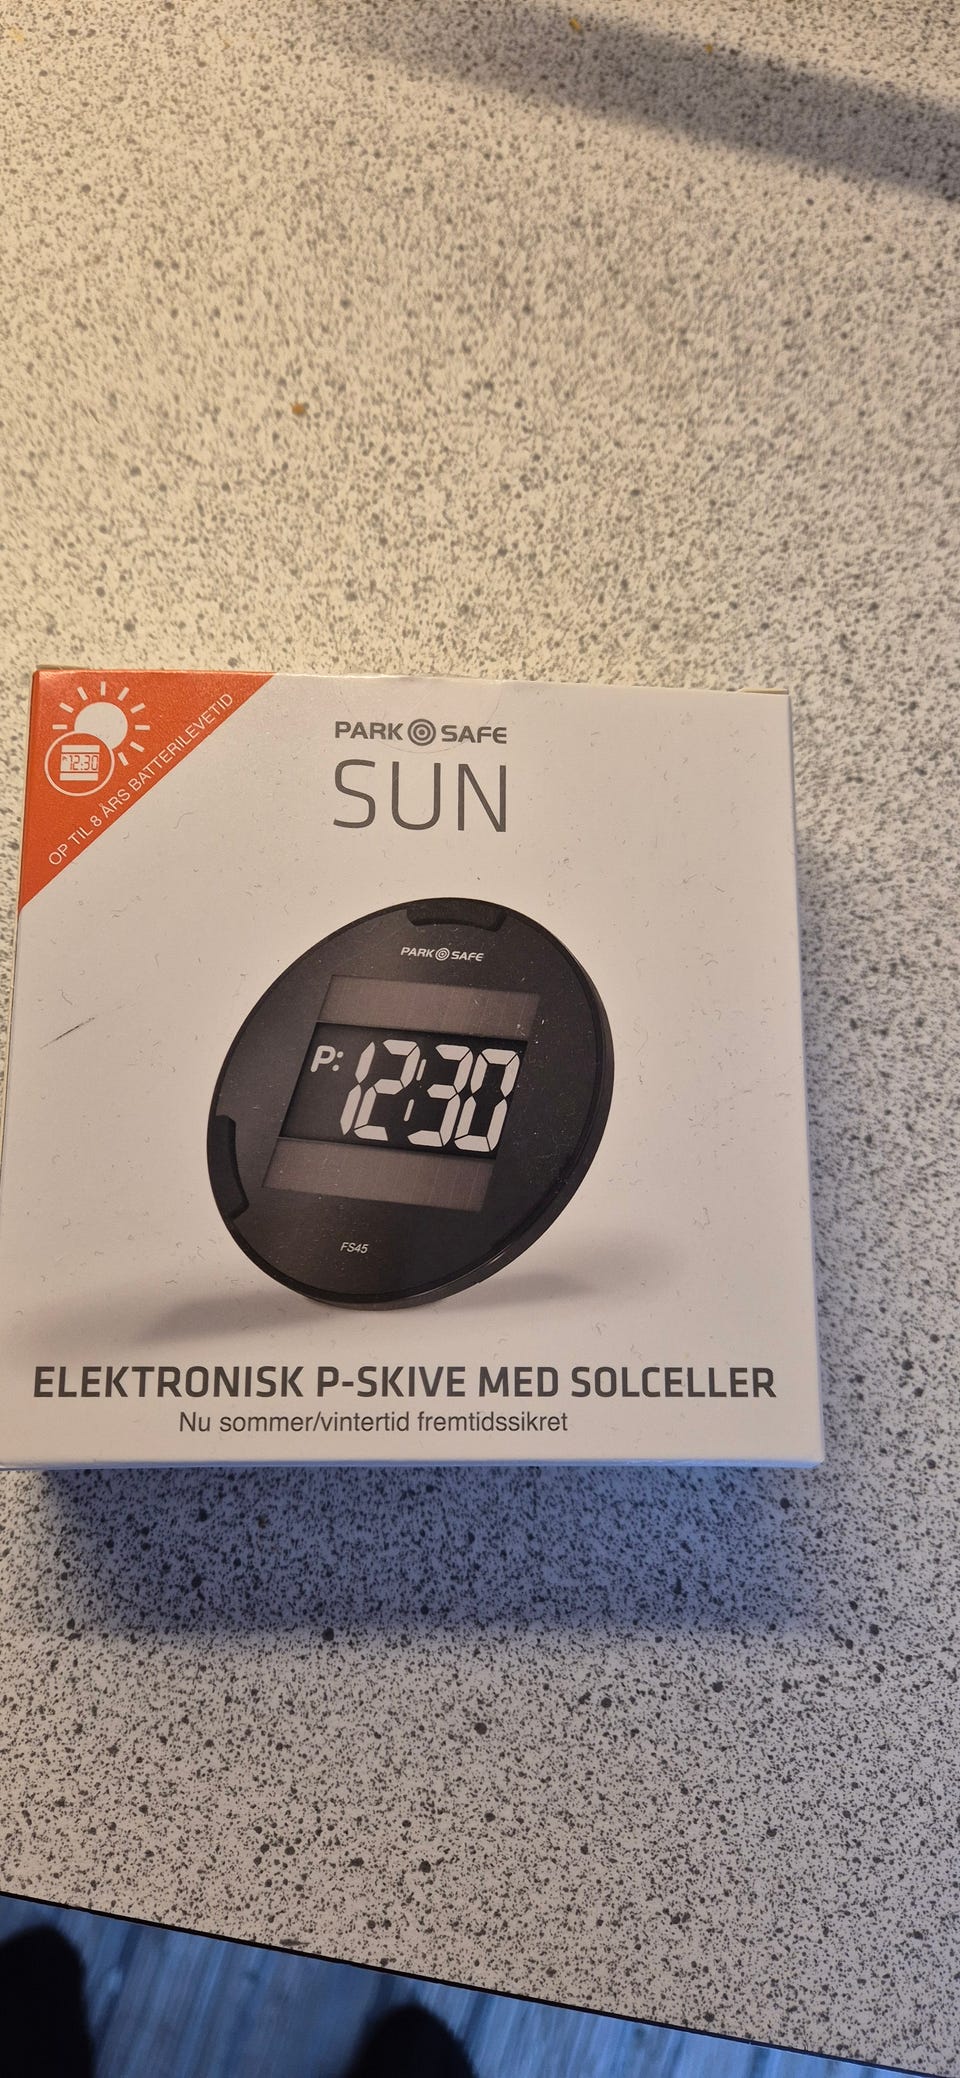 OP TIL 8 ÅRS BATTERILEVETID
12:30
PARK SAFE
SUN
PARK SAFE
P: 12:30
FS45
ELEKTRONISK P-SKIVE MED SOLCELLER
Nu sommer/vintertid fremtidssikret